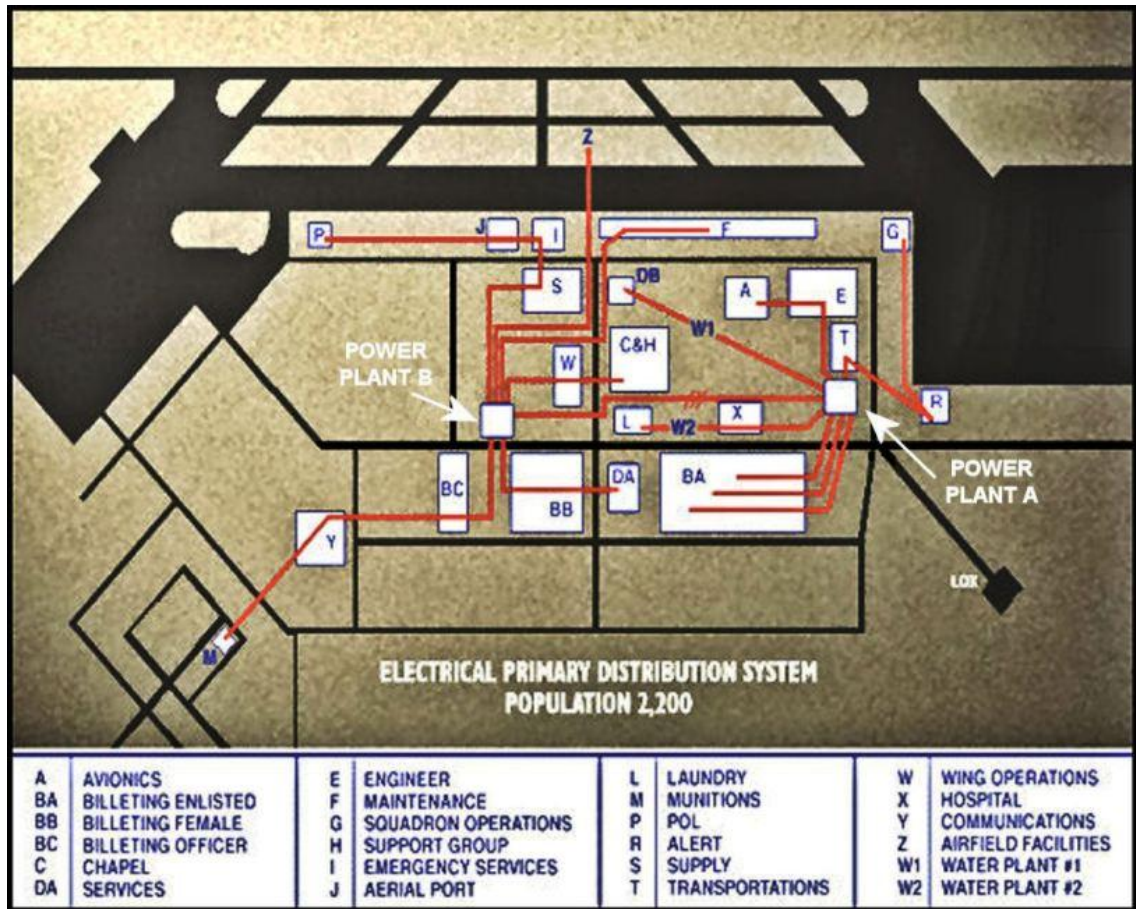 Z
P
J
I
F
G
S
DB
A
E
W1
T
C&H
POWER
PLANT B
W
R
L
W2
X
POWER
PLANT A
BC
BB
DA
BA
Y
LOX
M
ELECTRICAL PRIMARY DISTRIBUTION SYSTEM
POPULATION 2,200
A AVIONICS
BA BILLETING ENLISTED
BB BILLETING FEMALE
BC BILLETING OFFICER
C CHAPEL
DA SERVICES
E ENGINEER
F MAINTENANCE
G SQUADRON OPERATIONS
H SUPPORT GROUP
I EMERGENCY SERVICES
J AERIAL PORT
L LAUNDRY
M MUNITIONS
P POL
R ALERT
S SUPPLY
T TRANSPORTATIONS
W WING OPERATIONS
X HOSPITAL
Y COMMUNICATIONS
Z AIRFIELD FACILITIES
W1 WATER PLANT #1
W2 WATER PLANT #2